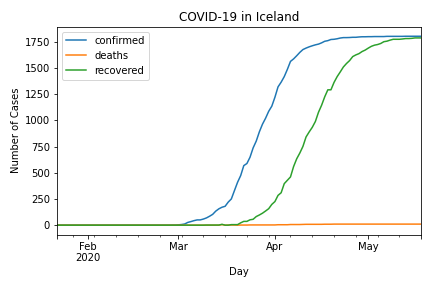 COVID-19 in Iceland
confirmed
deaths
recovered
Number of Cases
1750
1500
1250
1000
750
500
250
0
Feb Mar Apr May
2020
Day